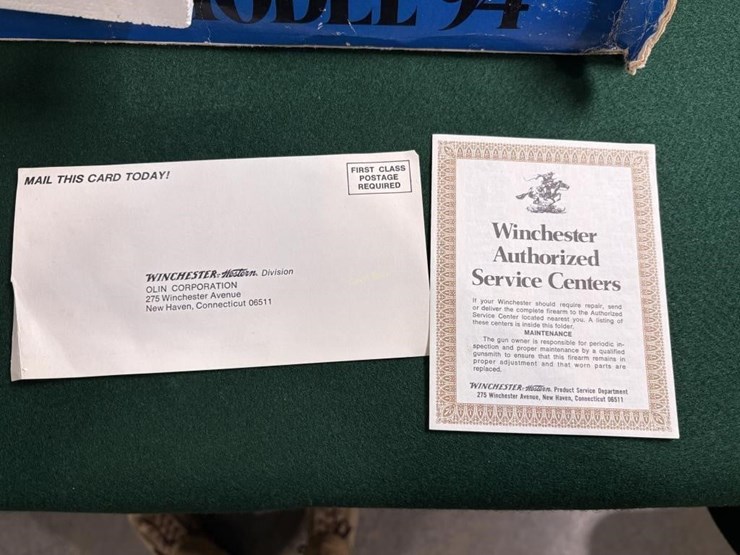 MODEL 94
MAIL THIS CARD TODAY!
FIRST CLASS
POSTAGE
REQUIRED
WINCHESTER-Western Division
OLIN CORPORATION
275 Winchester Avenue
New Haven, Connecticut 06511
Winchester
Authorized
Service Centers
If your Winchester should require repair, send
or deliver the complete firearm to the Authorized
Service Center located nearest you. A listing of
these centers is inside this folder.
MAINTENANCE
The gun owner is responsible for periodic in-
spection and proper maintenance by a qualified
gunsmith to ensure that this firearm remains in
proper adjustment and that worn parts are
replaced.
WINCHESTER-Western Product Service Department
275 Winchester Avenue, New Haven, Connecticut 06511